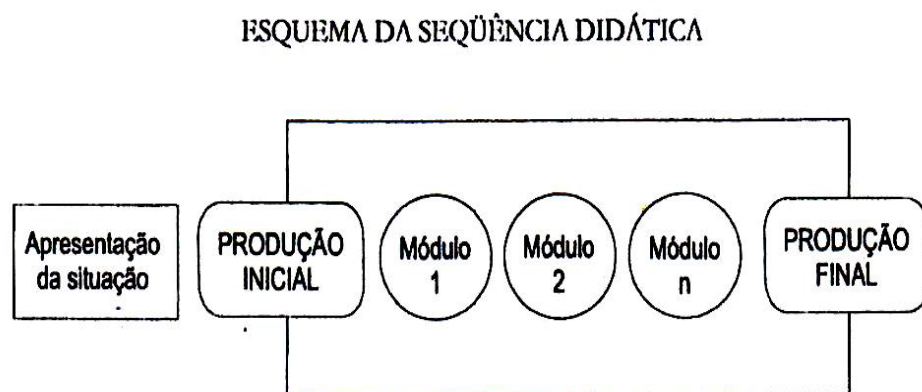 ESQUEMA DA SEQÜÊNCIA DIDÁTICA
Apresentação
da situação
PRODUÇÃO
INICIAL
Módulo
1
Módulo
2
Módulo
n
PRODUÇÃO
FINAL